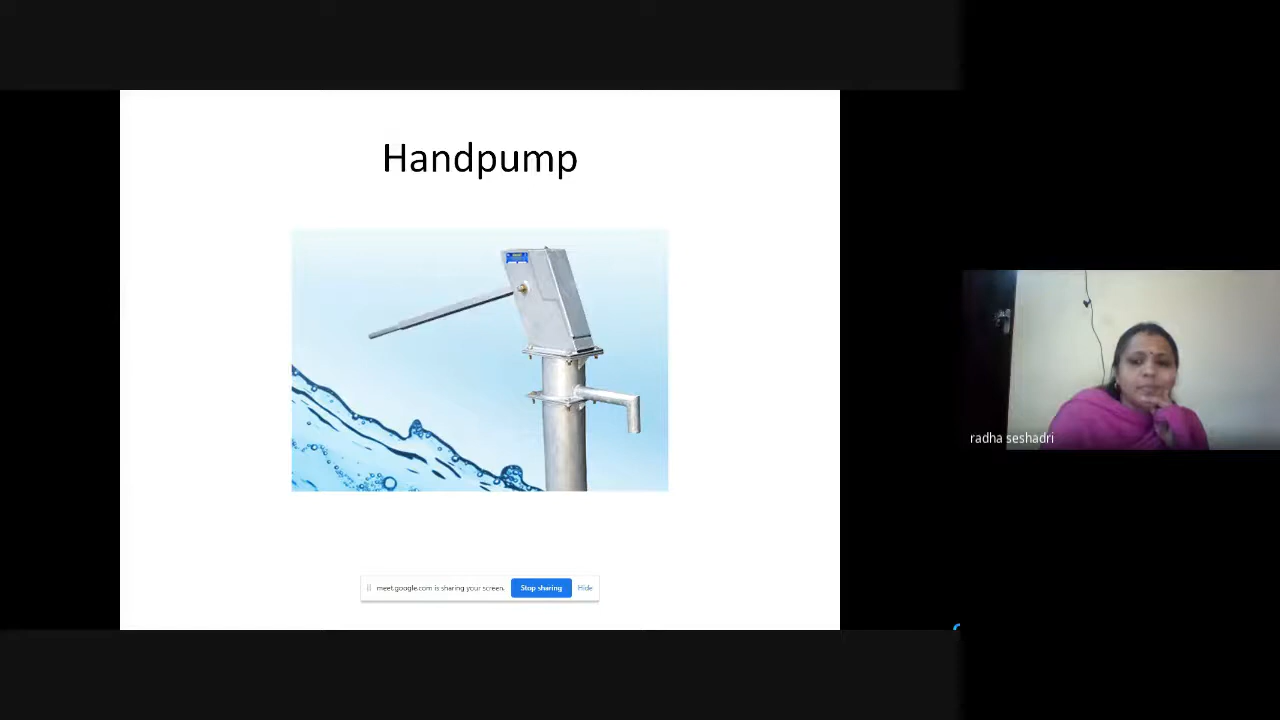 Handpump
meet.google.com is sharing your screen.
Stop sharing
Hide
radha seshadri